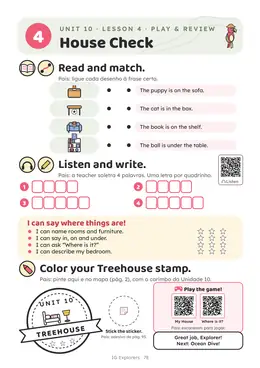 4
UNIT 10 · LESSON 4 · PLAY & REVIEW
House Check
Read and match.
Pais: ligue cada desenho à frase certa.
The puppy is on the sofa.
The cat is in the box.
The book is on the shelf.
The ball is under the table.
Listen and write.
Pais: a teacher soletra 4 palavras. Uma letra por quadrinho.
Listen
1
2
3
4
I can say where things are!
I can name rooms and furniture.
I can say in, on and under.
I can ask "Where is it?"
I can describe my bedroom.
Color your Treehouse stamp.
Pais: pinte aqui e no mapa (pág. 2), com o carimbo da Unidade 10.
UNIT 10
TREEHOUSE
Stick the sticker.
Play the game!
My House
Where is it?
Pais: escaneiem para jogar.
Great job, Explorer!
Next: Ocean Dive!